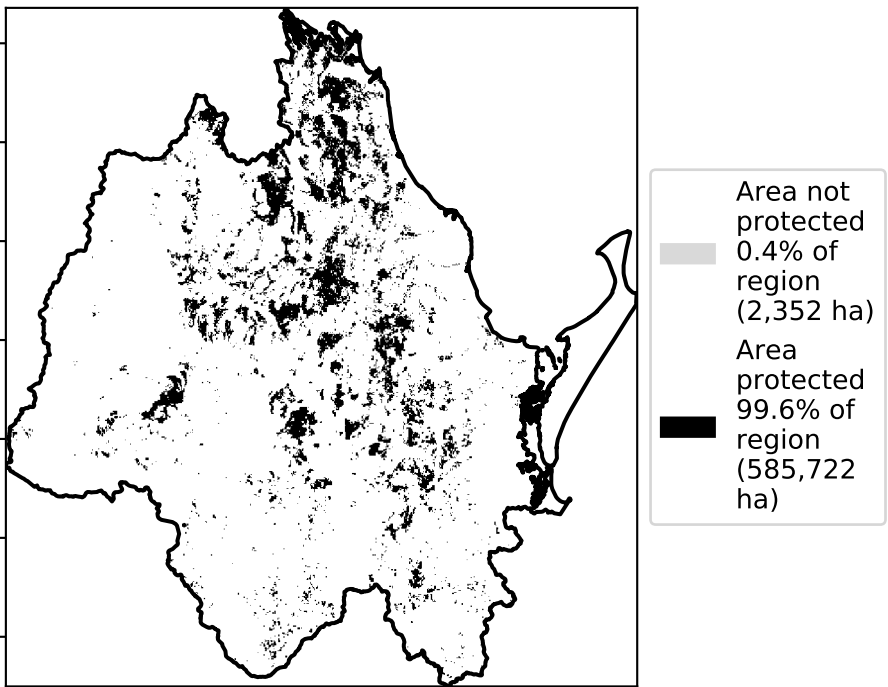 Area not
protected
0.4% of
region
(2,352 ha)
Area
protected
99.6% of
region
(585,722
ha)